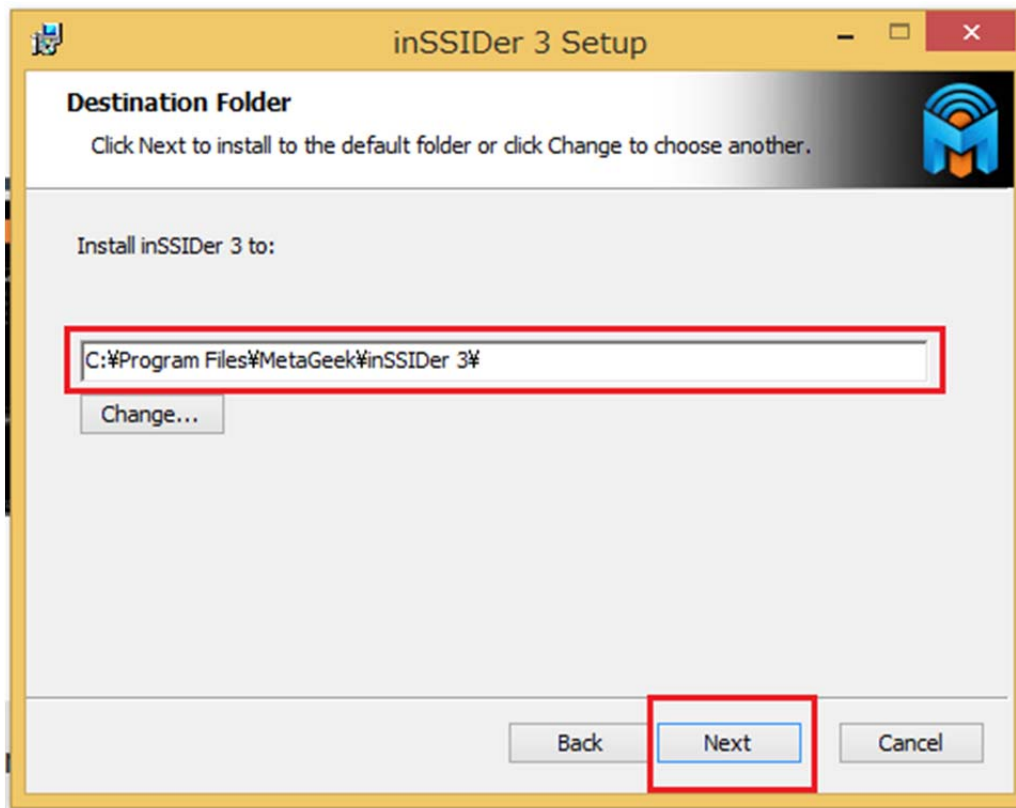 inSSIDer 3 Setup
Destination Folder
Click Next to install to the default folder or click Change to choose another.
Install inSSIDer 3 to:
C:¥Program Files¥MetaGeek¥inSSIDer 3¥
Change...
Back Next Cancel